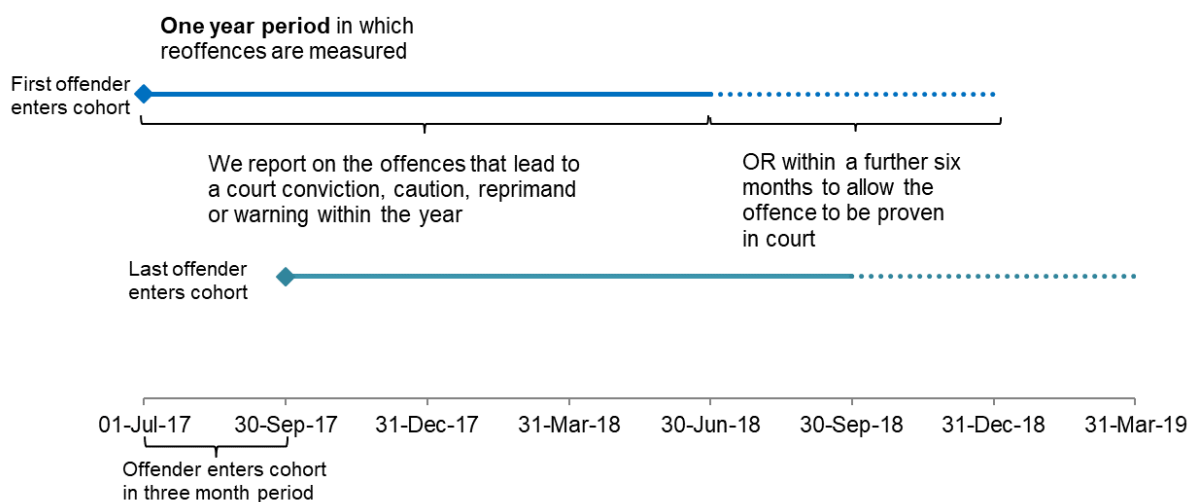 One year period in which
reoffences are measured
First offender
enters cohort
We report on the offences that lead to
a court conviction, caution, reprimand
or warning within the year
OR within a further six
months to allow the
offence to be proven
in court
Last offender
enters cohort
01-Jul-17 30-Sep-17 31-Dec-17 31-Mar-18 30-Jun-18 30-Sep-18 31-Dec-18 31-Mar-19
Offender enters cohort
in three month period